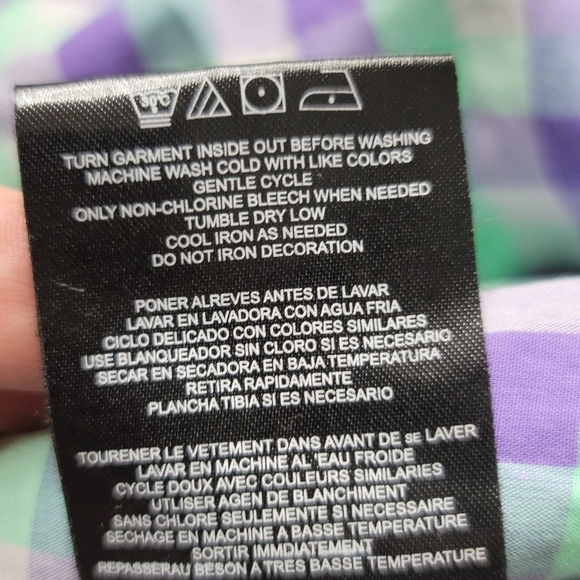 30°C
TURN GARMENT INSIDE OUT BEFORE WASHING
MACHINE WASH COLD WITH LIKE COLORS
GENTLE CYCLE
ONLY NON-CHLORINE BLEECH WHEN NEEDED
TUMBLE DRY LOW
COOL IRON AS NEEDED
DO NOT IRON DECORATION
PONER ALREVES ANTES DE LAVAR
LAVAR EN LAVADORA CON AGUA FRIA
CICLO DELICADO CON COLORES SIMILARES
USE BLANQUEADOR SIN CLORO SI ES NECESARIO
SECAR EN SECADORA EN BAJA TEMPERATURA
RETIRA RAPIDAMENTE
PLANCHA TIBIA SI ES NECESARIO
TOURENER LE VETEMENT DANS AVANT DE se LAVER
LAVAR EN MACHINE AL 'EAU FROIDE
CYCLE DOUX AVEC COULEURS SIMILARIES
UTLISER AGEN DE BLANCHIMENT
SANS CHLORE SEULEMENTE SI NECESSAIRE
SECHAGE EN MACHINE A BASSE TEMPERATURE
SORTIR IMMDIATEMENT
REPASSERAU BESON A TRES BASSE TEMPERATURE